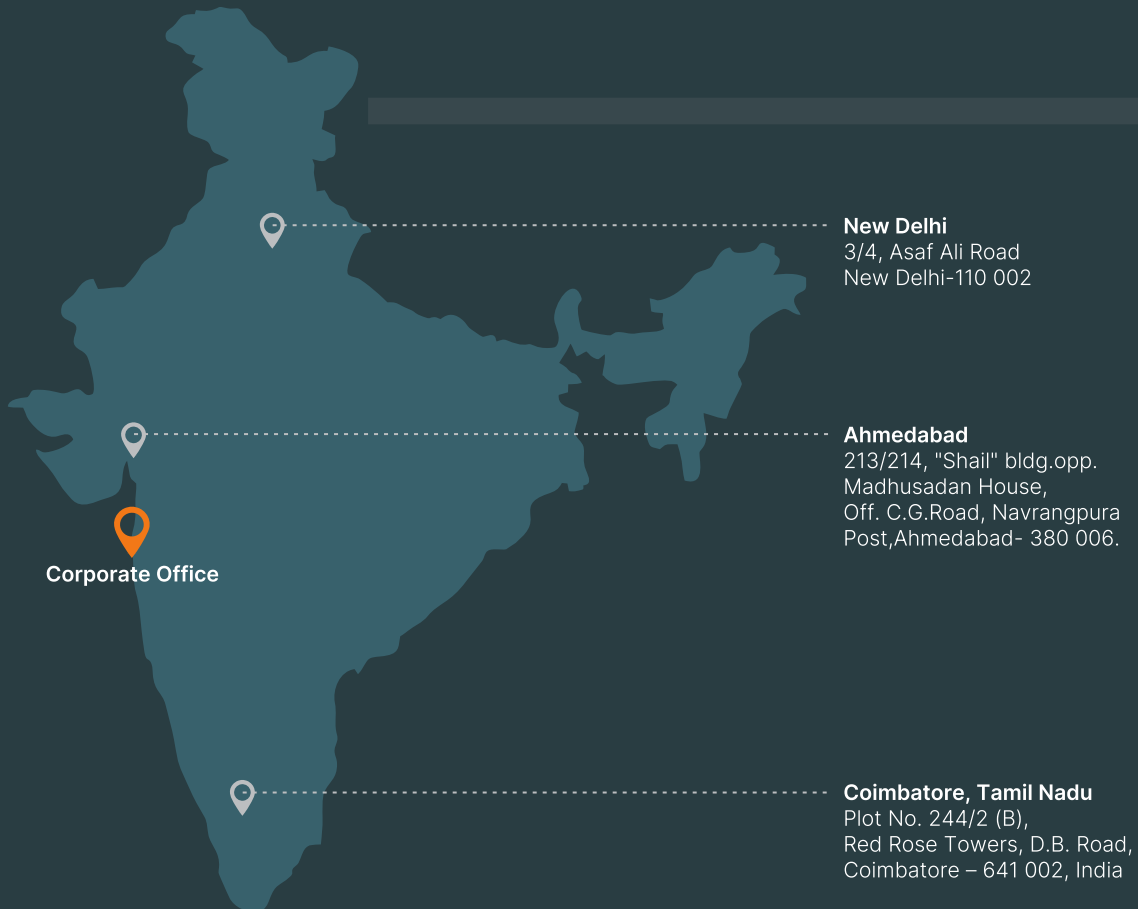 New Delhi
3/4, Asaf Ali Road
New Delhi-110 002
Ahmedabad
213/214, "Shail" bldg.opp.
Madhusadan House,
Off. C.G.Road, Navrangpura
Post,Ahmedabad- 380 006.
Corporate Office
Coimbatore, Tamil Nadu
Plot No. 244/2 (B),
Red Rose Towers, D.B. Road,
Coimbatore – 641 002, India